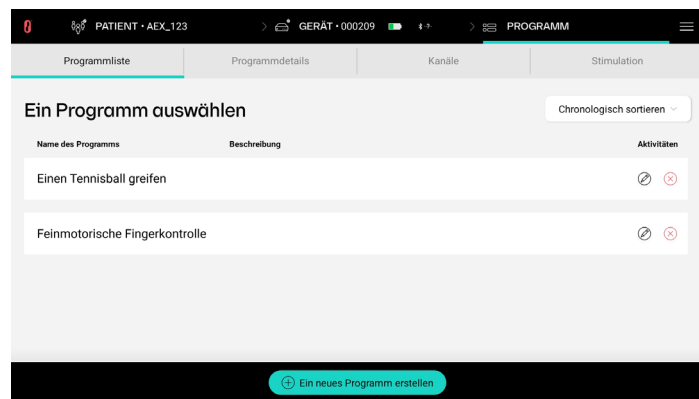 PATIENT • AEX_123 GERÄT • 000209 PROGRAMM
Programmliste Programmdetails Kanäle Stimulation
Ein Programm auswählen
Chronologisch sortieren
Name des Programms Beschreibung Aktivitäten
Einen Tennisball greifen
Feinmotorische Fingerkontrolle
Ein neues Programm erstellen